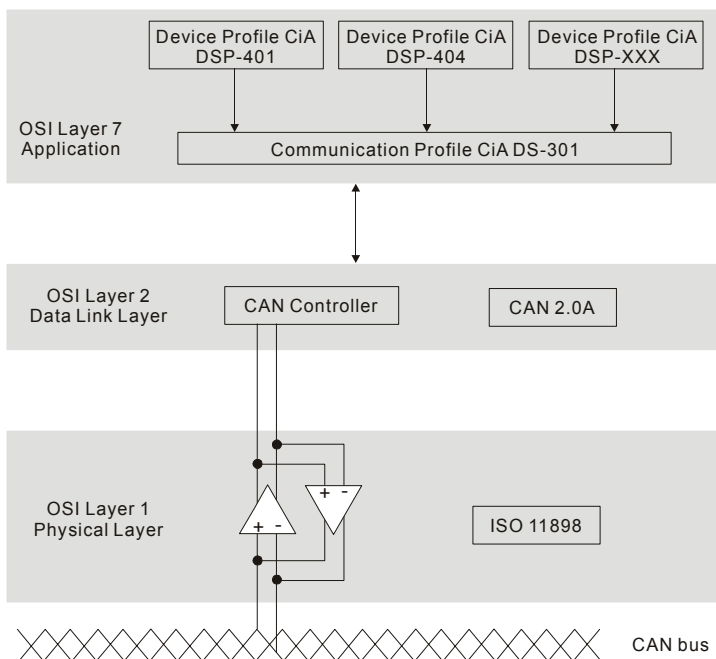 Device Profile CiA
DSP-401
Device Profile CiA
DSP-404
Device Profile CiA
DSP-XXX
OSI Layer 7
Application
Communication Profile CiA DS-301
OSI Layer 2
Data Link Layer
CAN Controller
CAN 2.0A
OSI Layer 1
Physical Layer
+ -
+ -
ISO 11898
CAN bus